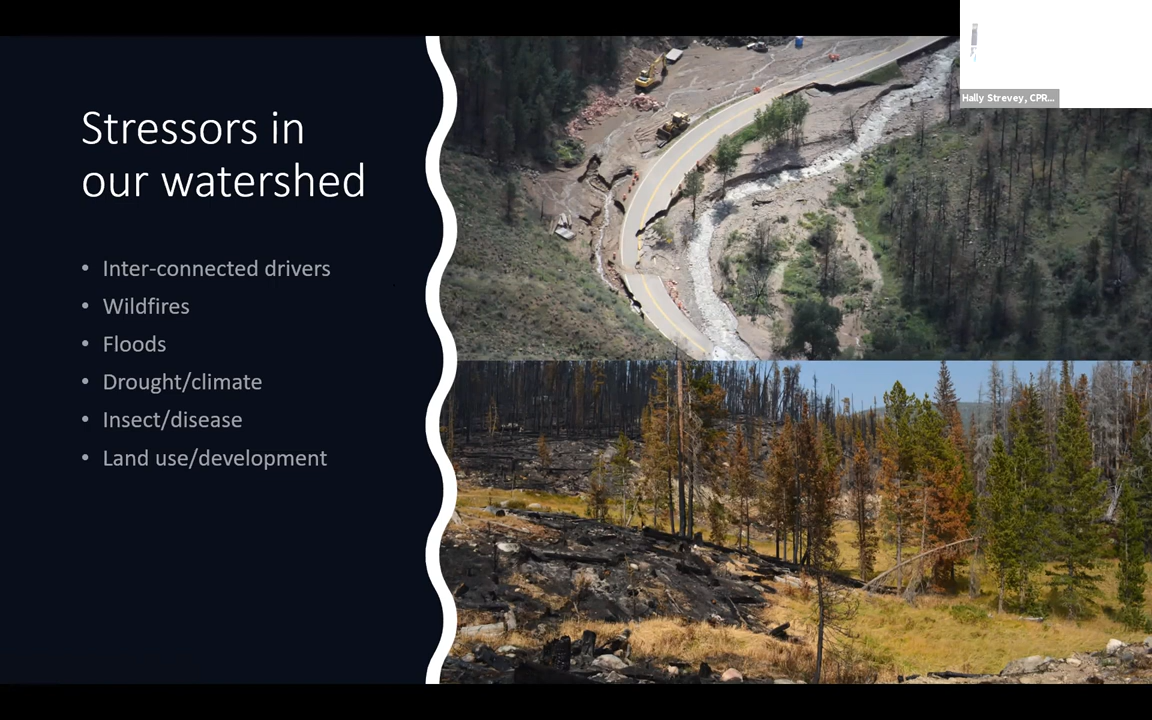 Hally Strevey, CPR...
Stressors in
our watershed
• Inter-connected drivers
• Wildfires
• Floods
• Drought/climate
• Insect/disease
• Land use/development